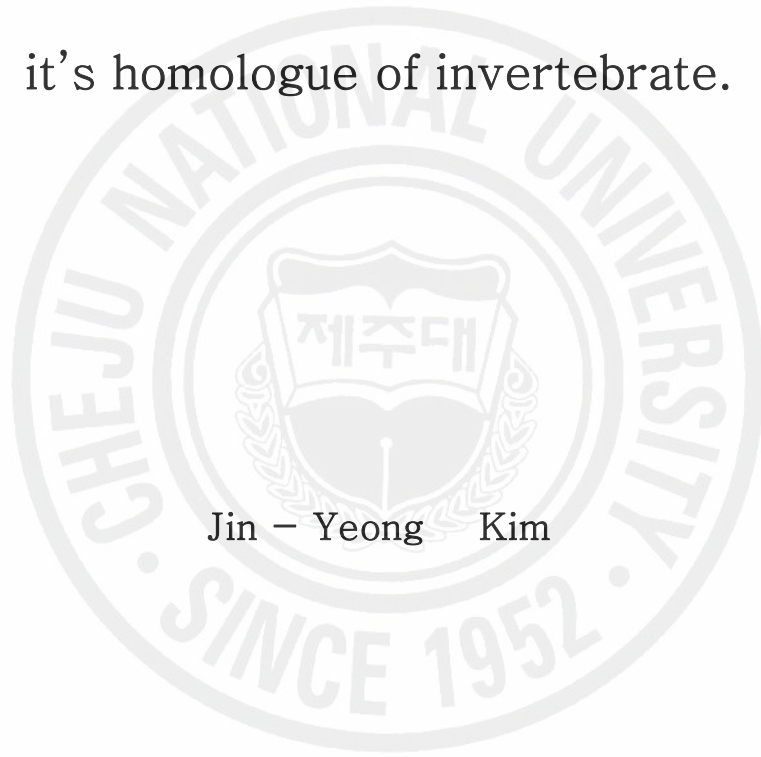 it's homologue of invertebrate.
CHEJU NATIONAL UNIVERSITY
제주대
Jin － Yeong Kim
· SINCE 1952 ·